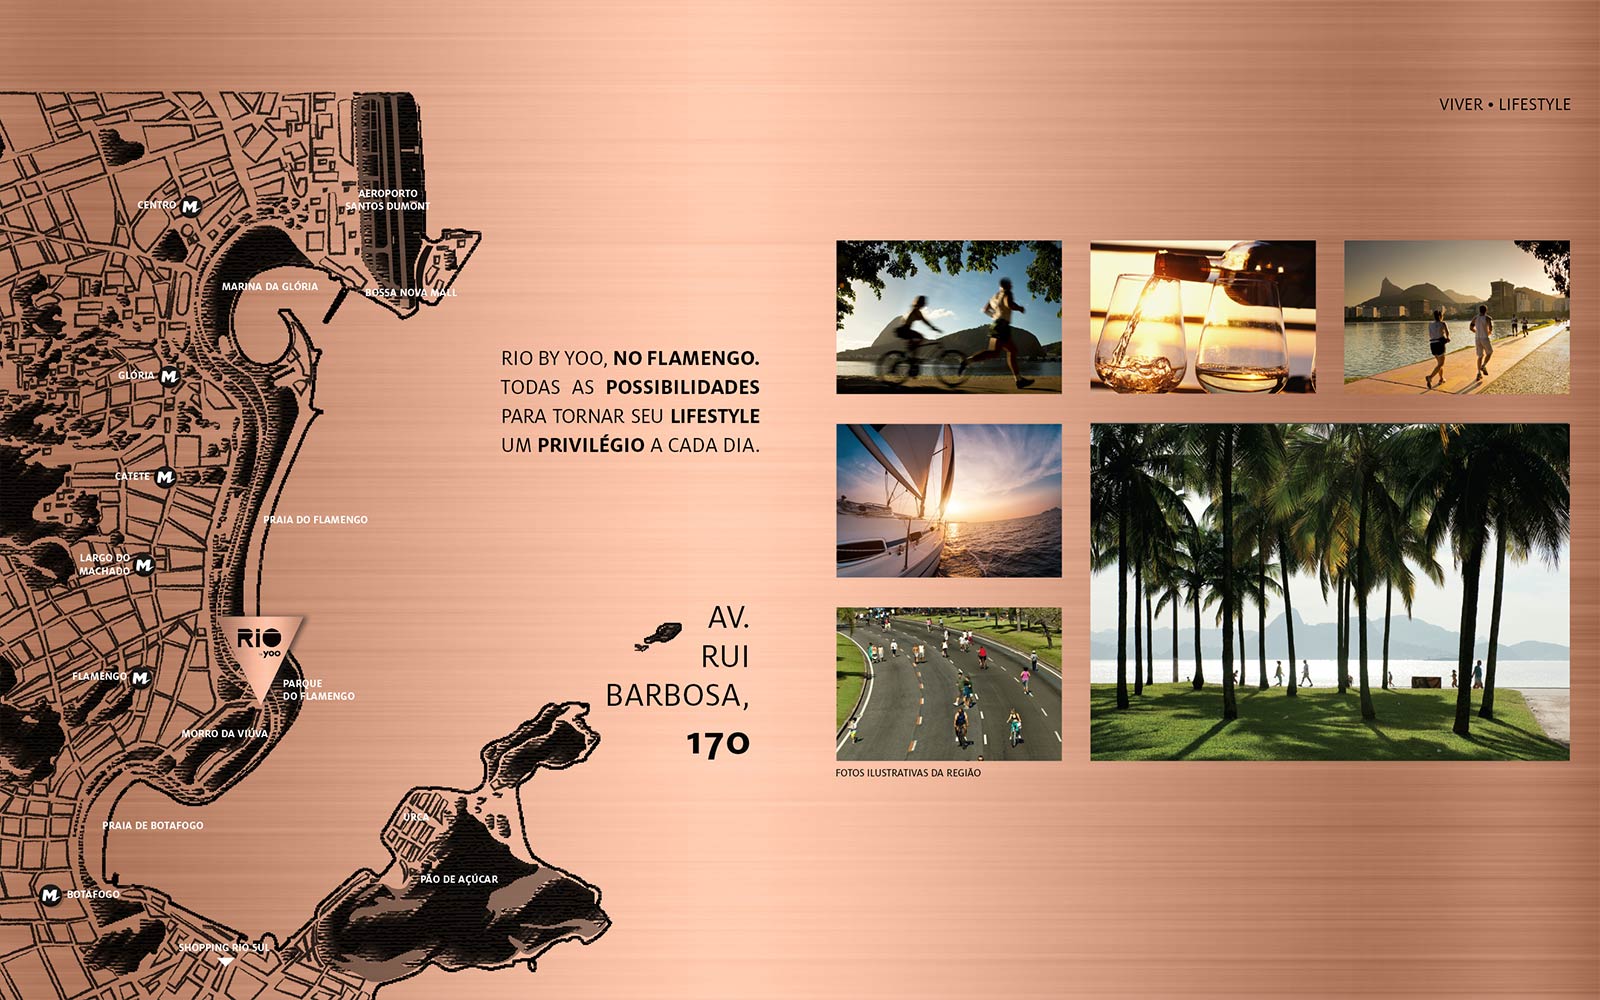 VIVER • LIFESTYLE
CENTRO M
AEROPORTO
SANTOS DUMONT
MARINA DA GLÓRIA
BOSSA NOVA MALL
GLÓRIA M
CATETE M
PRAIA DO FLAMENGO
LARGO DO
MACHADO M
RIO
by yoo
FLAMENGO M
PARQUE
DO FLAMENGO
MORRO DA VIÚVA
PRAIA DE BOTAFOGO
URCA
PÃO DE AÇÚCAR
M BOTAFOGO
SHOPPING RIO SUL
RIO BY YOO, NO FLAMENGO.
TODAS AS POSSIBILIDADES
PARA TORNAR SEU LIFESTYLE
UM PRIVILÉGIO A CADA DIA.
AV.
RUI
BARBOSA,
170
FOTOS ILUSTRATIVAS DA REGIÃO